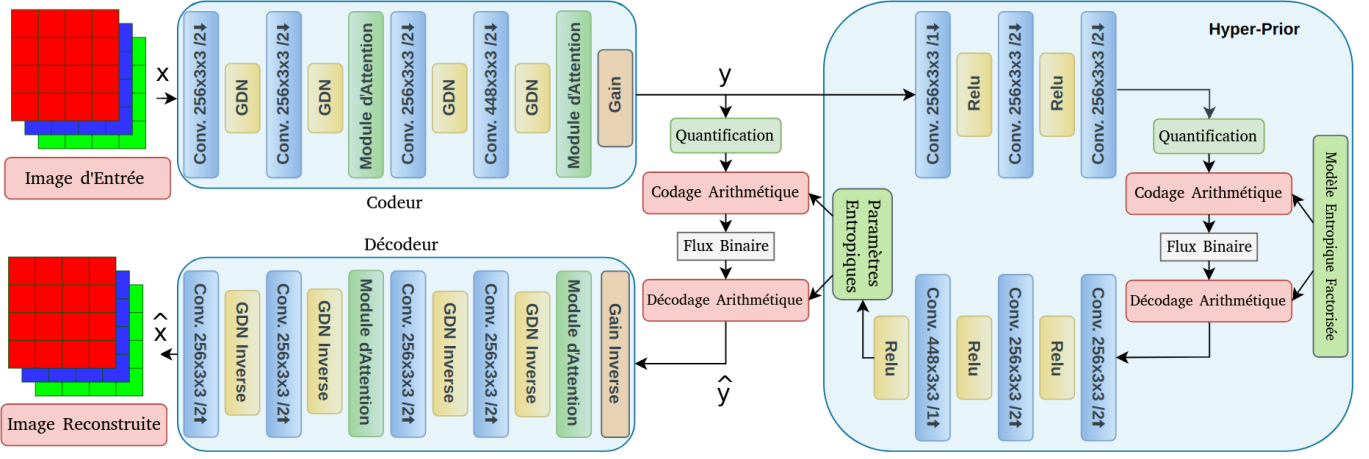 x
Image d'Entrée
Conv. 256x3x3 /2⬇
GDN
Conv. 256x3x3 /2⬇
GDN
Module d'Attention
Conv. 256x3x3 /2⬇
GDN
Conv. 448x3x3 /2⬇
GDN
Module d'Attention
Gain
Codeur
y
Quantification
Codage Arithmétique
Flux Binaire
Décodage Arithmétique
ŷ
Hyper-Prior
Conv. 256x3x3 /1⬇
Relu
Conv. 256x3x3 /2⬇
Relu
Conv. 256x3x3 /2⬇
Quantification
Codage Arithmétique
Flux Binaire
Décodage Arithmétique
Modèle Entropique Factorisée
Paramètres
Entropiques
Relu
Conv. 448x3x3 /1⬆
Relu
Conv. 256x3x3 /2⬆
Relu
Conv. 256x3x3 /2⬆
Décodeur
Conv. 256x3x3 /2⬆
GDN Inverse
Conv. 256x3x3 /2⬆
GDN Inverse
Module d'Attention
Conv. 256x3x3 /2⬆
GDN Inverse
Conv. 256x3x3 /2⬆
GDN Inverse
Module d'Attention
Gain Inverse
x̂
Image Reconstruite